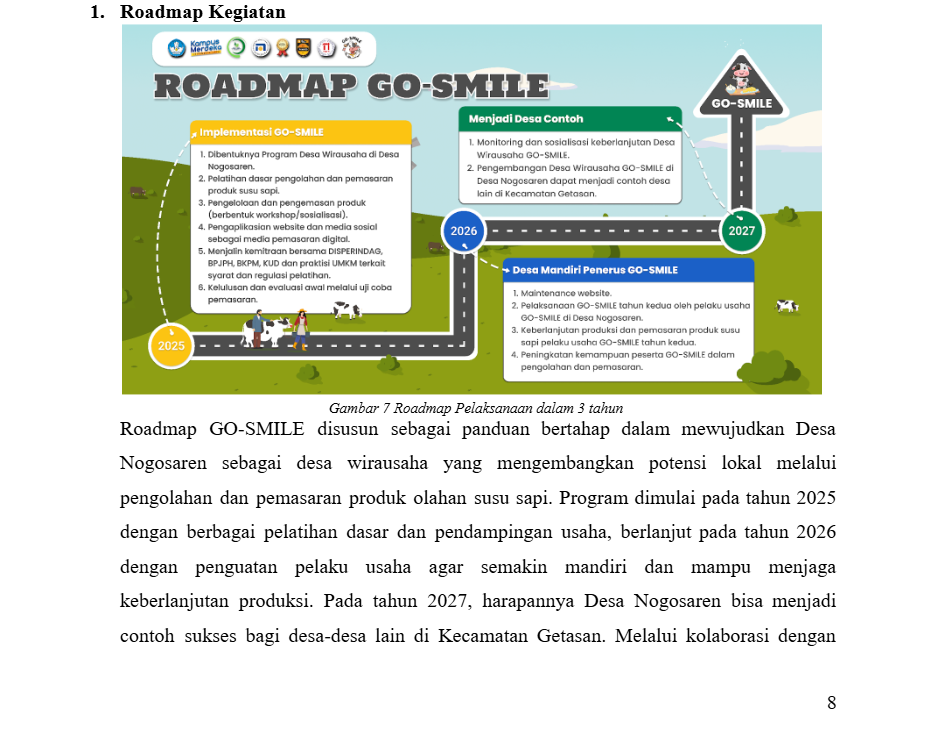 1. Roadmap Kegiatan
Kampus
Merdeka
GO-SMILE
ROADMAP GO-SMILE
GO-SMILE
Implementasi GO-SMILE
1. Dibentuknya Program Desa Wirausaha di Desa
Nogosaren.
2. Pelatihan dasar pengolahan dan pemasaran
produk susu sapi.
3. Pengelolaan dan pengemasan produk
(berbentuk workshop/sosialisasi).
4. Pengaplikasian website dan media sosial
sebagai media pemasaran digital.
5. Menjalin kemitraan bersama DISPERINDAG,
BPJPH, BKPM, KUD dan praktisi UMKM terkait
syarat dan regulasi pelatihan.
6. Kelulusan dan evaluasi awal melalui uji coba
pemasaran.
Menjadi Desa Contoh
1. Monitoring dan sosialisasi keberlanjutan Desa
Wirausaha GO-SMILE.
2. Pengembangan Desa Wirausaha GO-SMILE di
Desa Nogosaren dapat menjadi contoh desa
lain di Kecamatan Getasan.
2026
2027
Desa Mandiri Penerus GO-SMILE
1. Maintenance website.
2. Pelaksanaan GO-SMILE tahun kedua oleh pelaku usaha
GO-SMILE di Desa Nogosaren.
3. Keberlanjutan produksi dan pemasaran produk susu
sapi pelaku usaha GO-SMILE tahun kedua.
4. Peningkatan kemampuan peserta GO-SMILE dalam
pengolahan dan pemasaran.
2025
Gambar 7 Roadmap Pelaksanaan dalam 3 tahun
Roadmap GO-SMILE disusun sebagai panduan bertahap dalam mewujudkan Desa
Nogosaren sebagai desa wirausaha yang mengembangkan potensi lokal melalui
pengolahan dan pemasaran produk olahan susu sapi. Program dimulai pada tahun 2025
dengan berbagai pelatihan dasar dan pendampingan usaha, berlanjut pada tahun 2026
dengan penguatan pelaku usaha agar semakin mandiri dan mampu menjaga
keberlanjutan produksi. Pada tahun 2027, harapannya Desa Nogosaren bisa menjadi
contoh sukses bagi desa-desa lain di Kecamatan Getasan. Melalui kolaborasi dengan
8